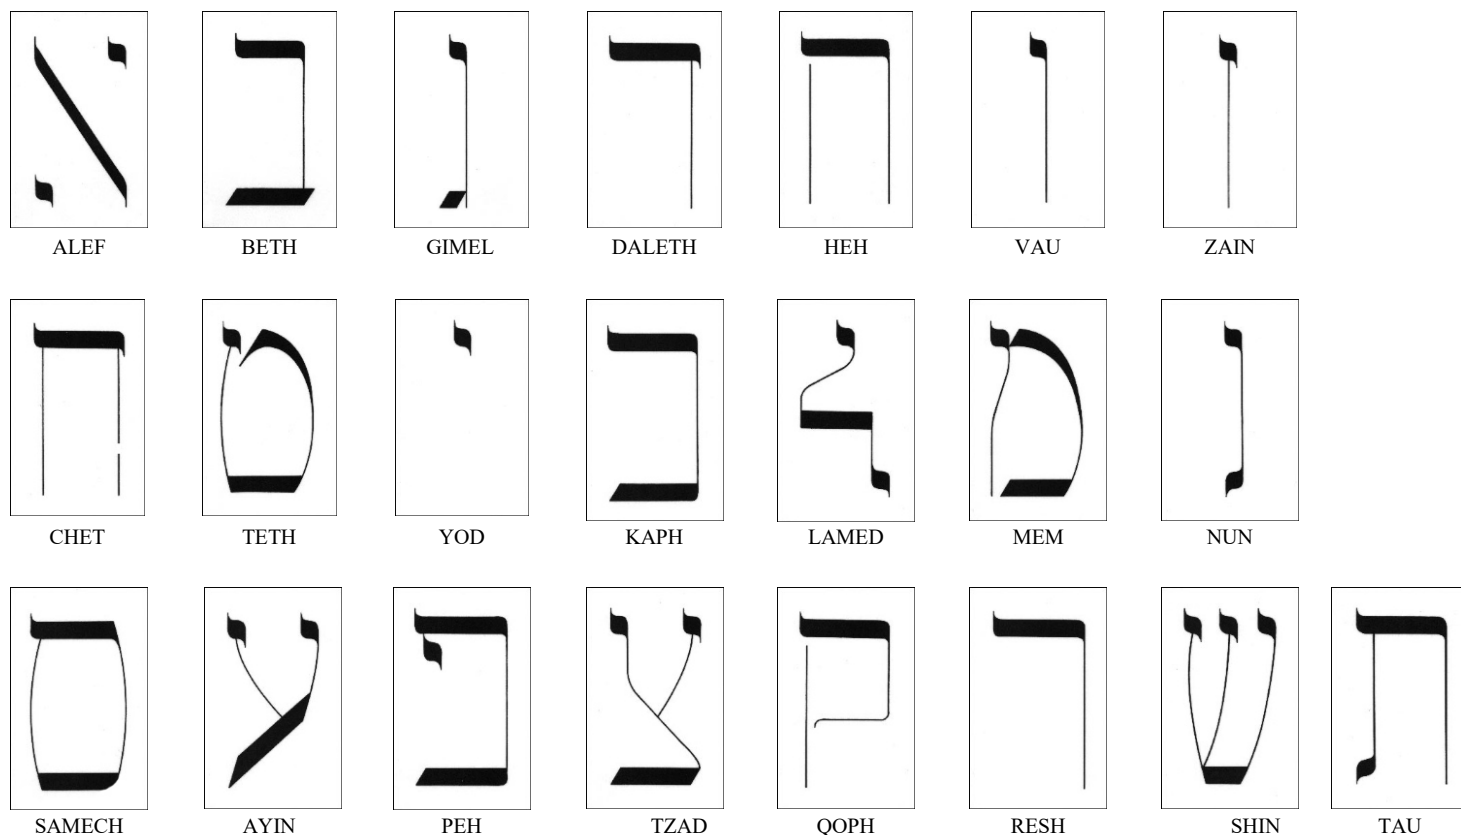 א ב ג ד ה ו ז
ALEF BETH GIMEL DALETH HEH VAU ZAIN
ח ט י כ ל מ נ
CHET TETH YOD KAPH LAMED MEM NUN
ס ע פ צ ק ר ש ת
SAMECH AYIN PEH TZAD QOPH RESH SHIN TAU